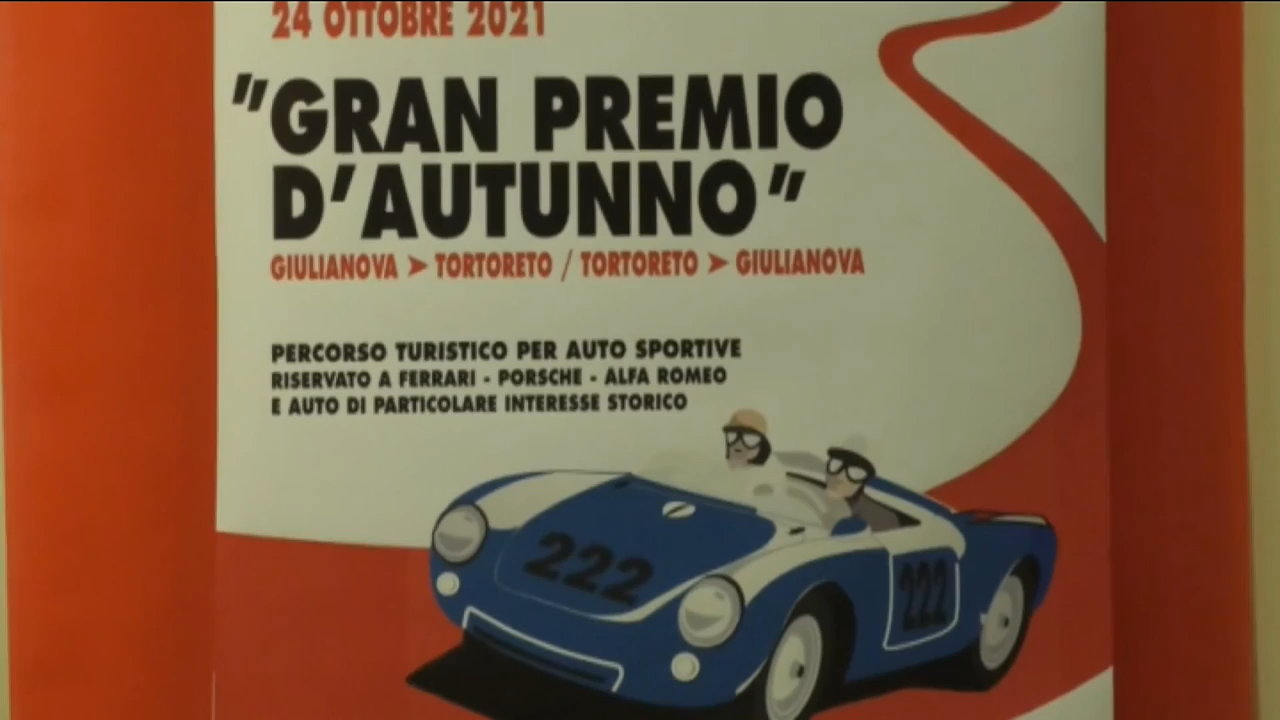 24 OTTOBRE 2021
"GRAN PREMIO
D'AUTUNNO"
GIULIANOVA ➤ TORTORETO / TORTORETO ➤ GIULIANOVA
PERCORSO TURISTICO PER AUTO SPORTIVE
RISERVATO A FERRARI - PORSCHE - ALFA ROMEO
E AUTO DI PARTICOLARE INTERESSE STORICO
222
222